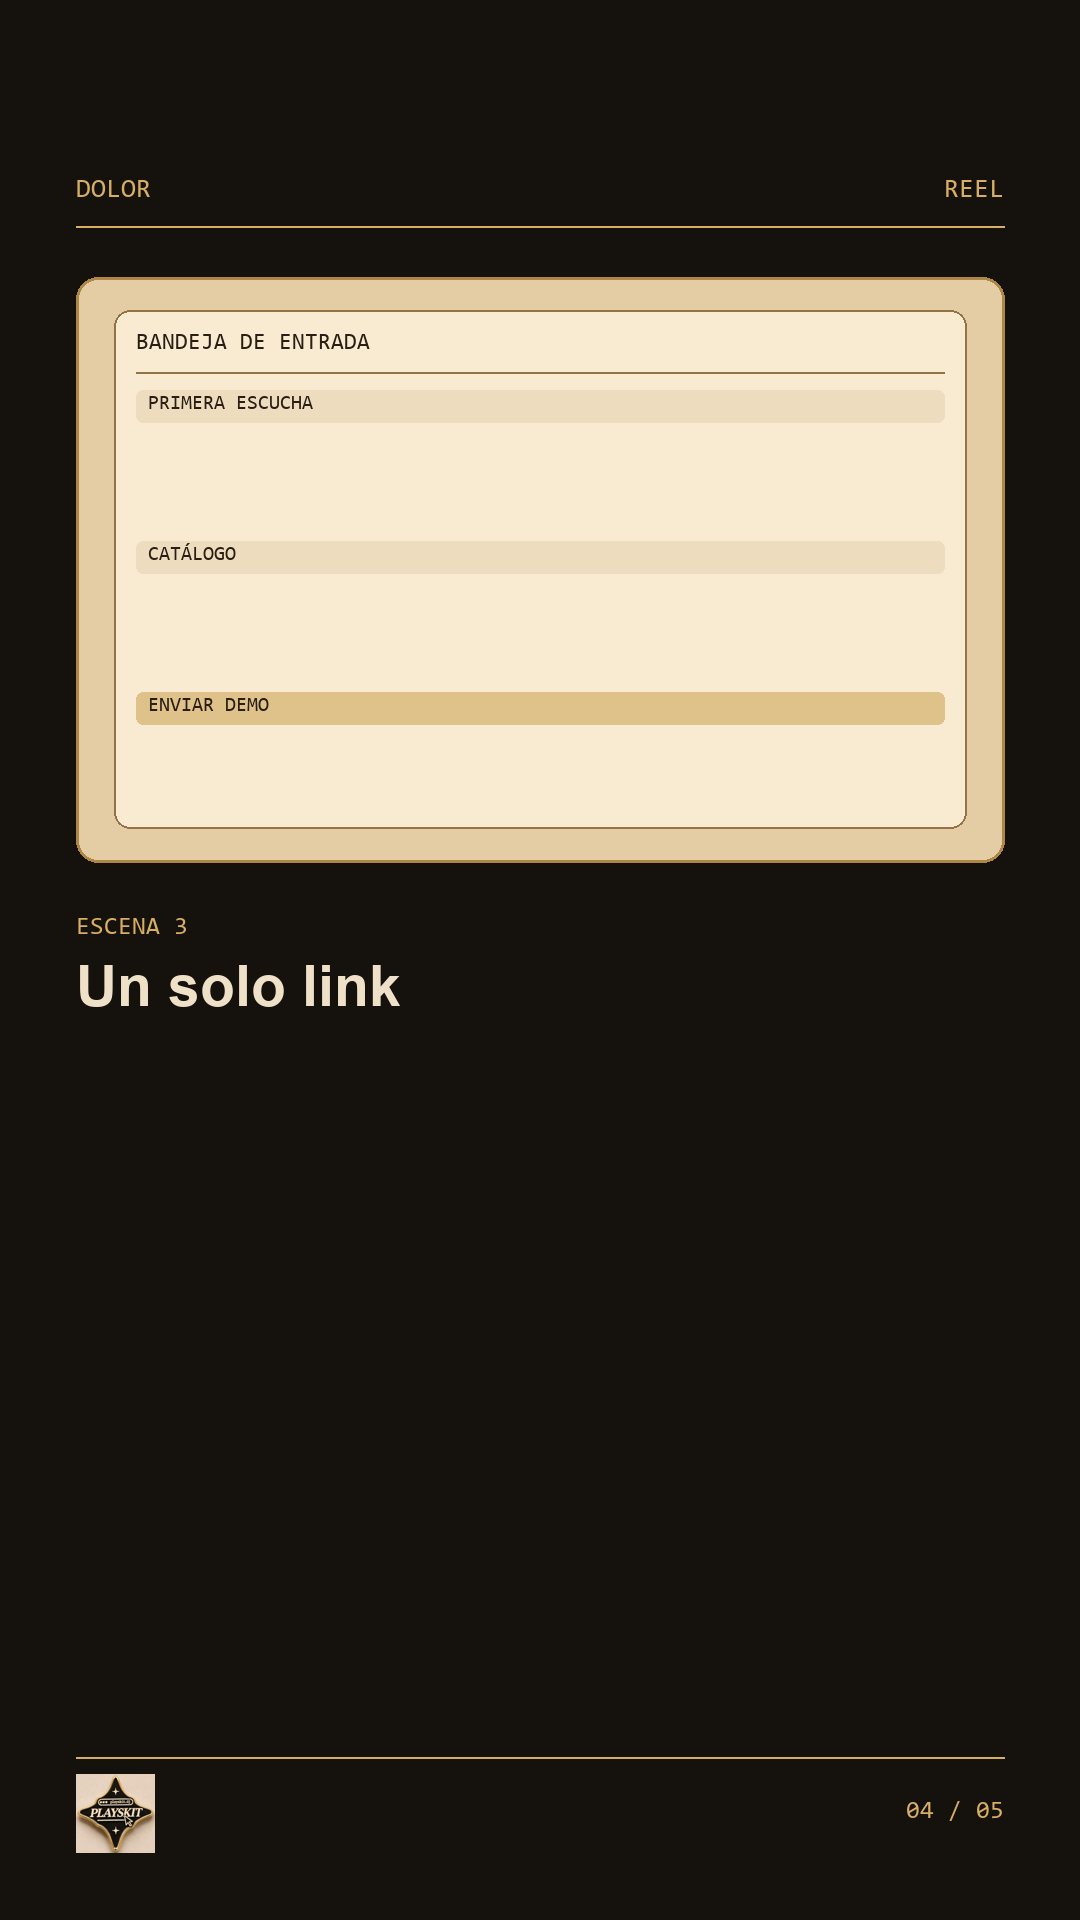 DOLOR
REEL
BANDEJA DE ENTRADA
PRIMERA ESCUCHA
CATÁLOGO
ENVIAR DEMO
ESCENA 3
Un solo link
PLAYSKIT
04 / 05